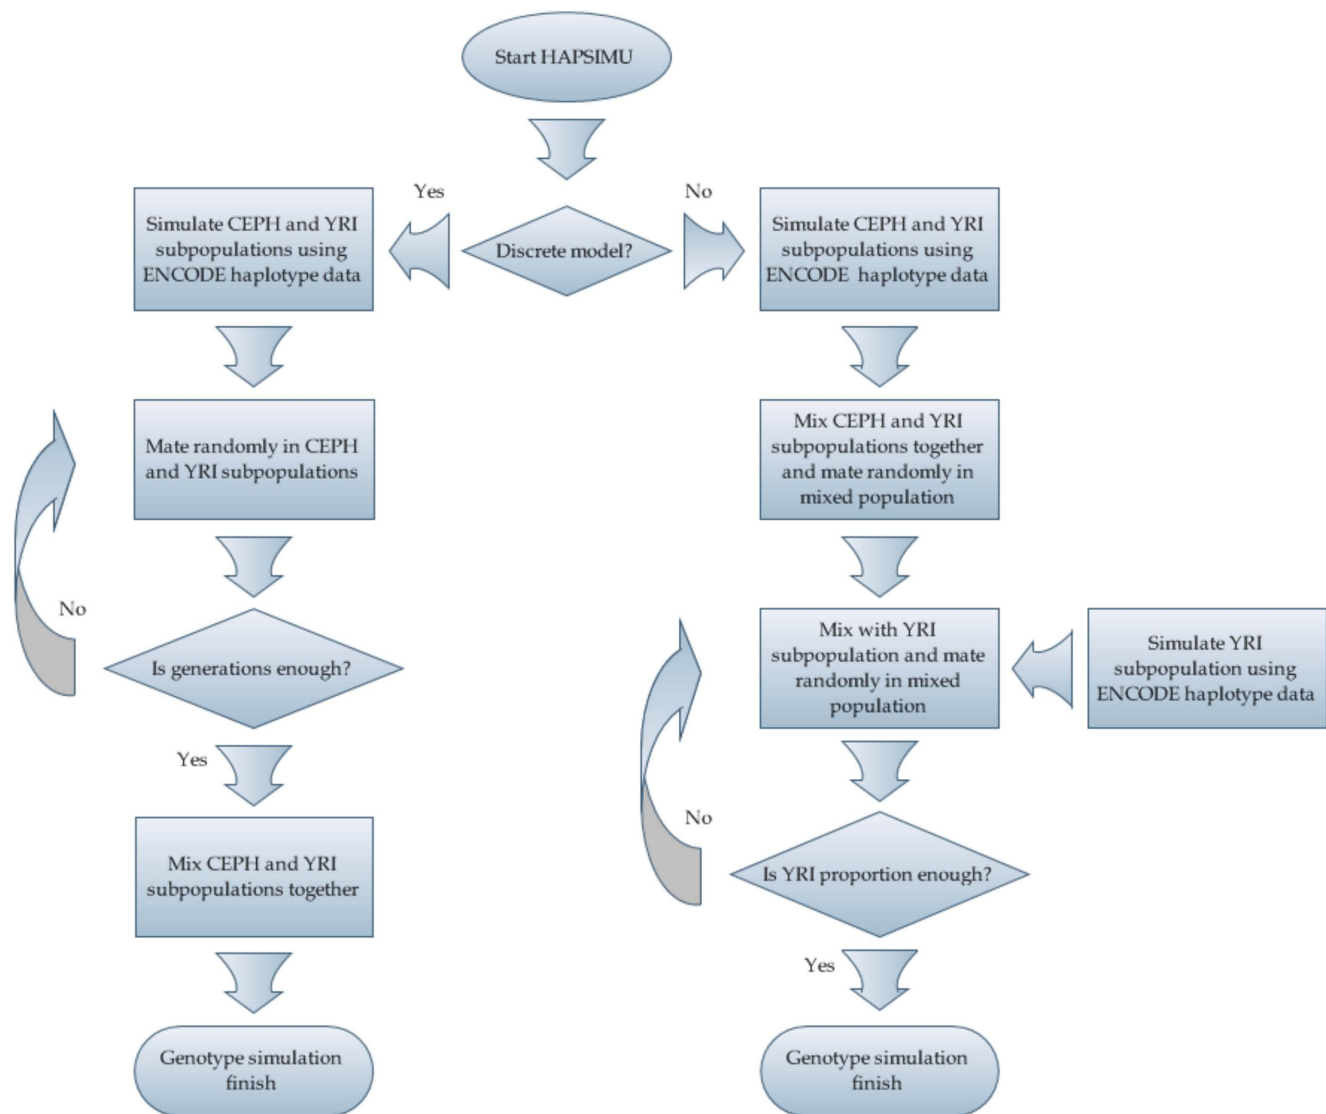 Start HAPSIMU
Yes
No
Discrete model?
Simulate CEPH and YRI
subpopulations using
ENCODE haplotype data
Simulate CEPH and YRI
subpopulations using
ENCODE haplotype data
Mate randomly in CEPH
and YRI subpopulations
No
Is generations enough?
Yes
Mix CEPH and YRI
subpopulations together
Genotype simulation
finish
Mix CEPH and YRI
subpopulations together
and mate randomly in
mixed population
Mix with YRI
subpopulation and mate
randomly in mixed
population
Simulate YRI
subpopulation using
ENCODE haplotype data
No
Is YRI proportion enough?
Yes
Genotype simulation
finish